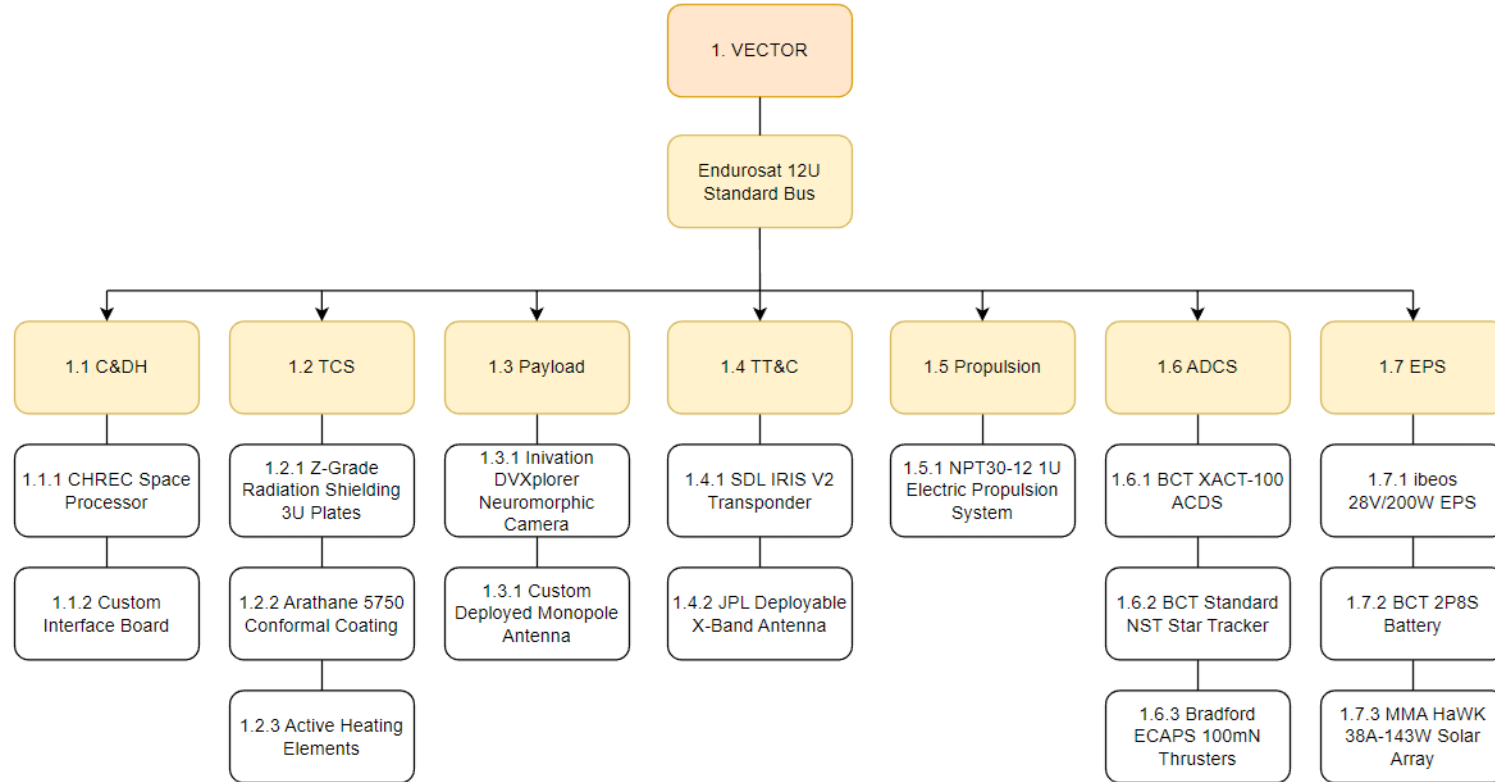 1. VECTOR
Endurosat 12U
Standard Bus
1.1 C&DH
1.2 TCS
1.3 Payload
1.4 TT&C
1.5 Propulsion
1.6 ADCS
1.7 EPS
1.1.1 CHREC Space
Processor
1.2.1 Z-Grade
Radiation Shielding
3U Plates
1.3.1 Inivation
DVXplorer
Neuromorphic
Camera
1.4.1 SDL IRIS V2
Transponder
1.5.1 NPT30-12 1U
Electric Propulsion
System
1.6.1 BCT XACT-100
ACDS
1.7.1 ibeos
28V/200W EPS
1.1.2 Custom
Interface Board
1.2.2 Arathane 5750
Conformal Coating
1.3.1 Custom
Deployed Monopole
Antenna
1.4.2 JPL Deployable
X-Band Antenna
1.6.2 BCT Standard
NST Star Tracker
1.7.2 BCT 2P8S
Battery
1.2.3 Active Heating
Elements
1.6.3 Bradford
ECAPS 100mN
Thrusters
1.7.3 MMA HaWK
38A-143W Solar
Array